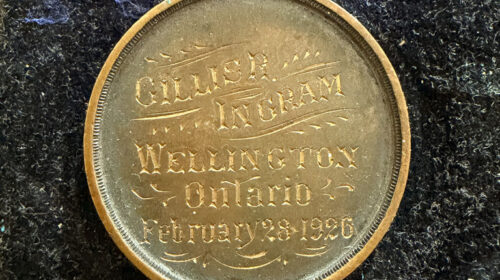 GILLIS R.
INGRAM
WELLINGTON
Ontario
February 28-1926